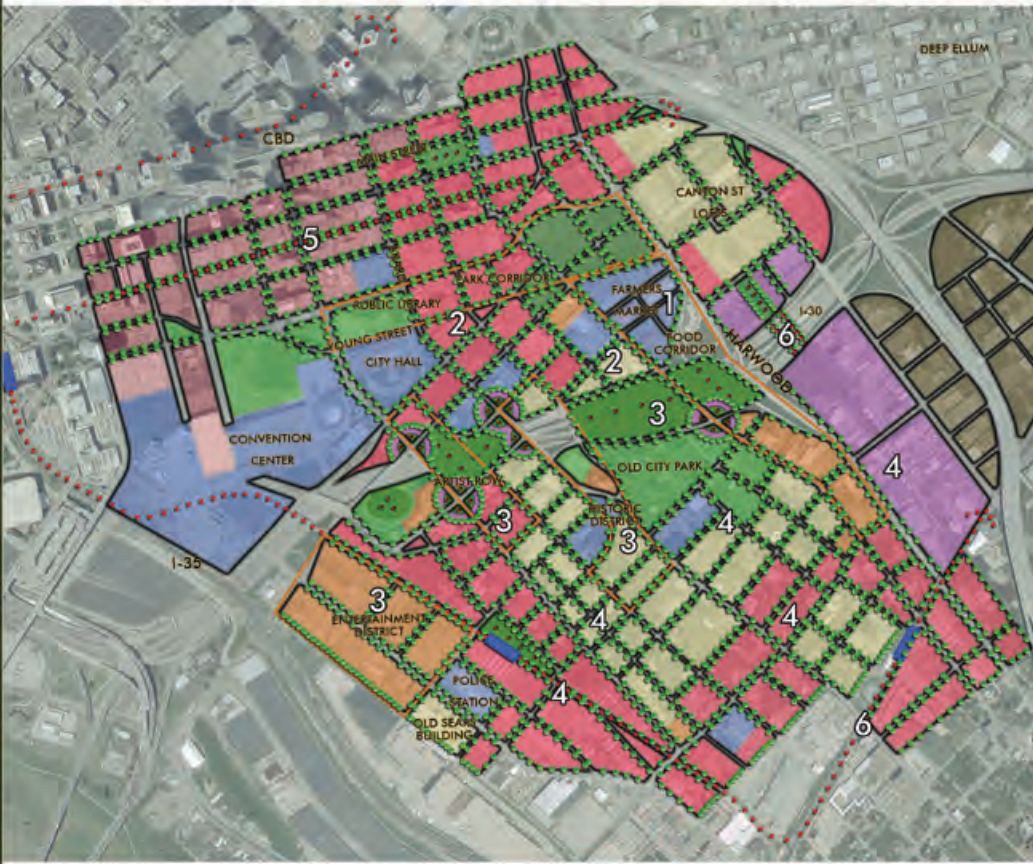 DEEP ELLUM
CBD
MAIN STREET
CANTON ST
LOFTS
5
PARK CORRIDOR
FARMERS
MARKET
1
PUBLIC LIBRARY
2
I-30
6
YOUNG STREET
FOOD
CORRIDOR
HARWOOD
CITY HALL
2
3
CONVENTION
CENTER
OLD CITY PARK
4
ARTIST ROW
HISTORIC
DISTRICT
3
4
3
I-35
3
ENTERTAINMENT
DISTRICT
4
4
POLICE
STATION
4
OLD SEARS
BUILDING
6